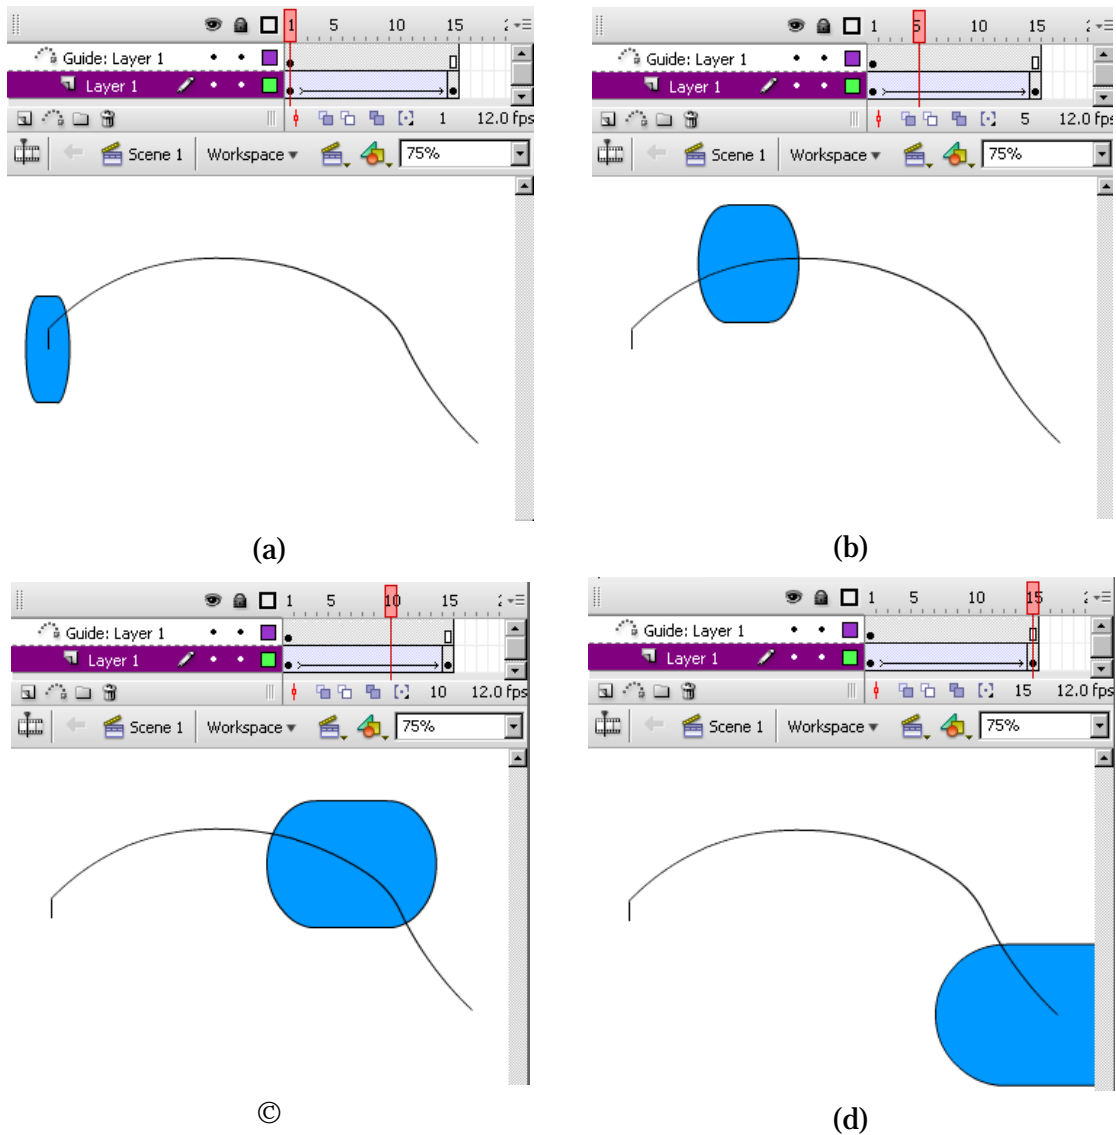 1 5 10 15
Guide: Layer 1
Layer 1
1 12.0 fps
Scene 1 Workspace 75%
(a)
1 5 10 15
Guide: Layer 1
Layer 1
5 12.0 fps
Scene 1 Workspace 75%
(b)
1 5 10 15
Guide: Layer 1
Layer 1
10 12.0 fps
Scene 1 Workspace 75%
©
1 5 10 15
Guide: Layer 1
Layer 1
15 12.0 fps
Scene 1 Workspace 75%
(d)